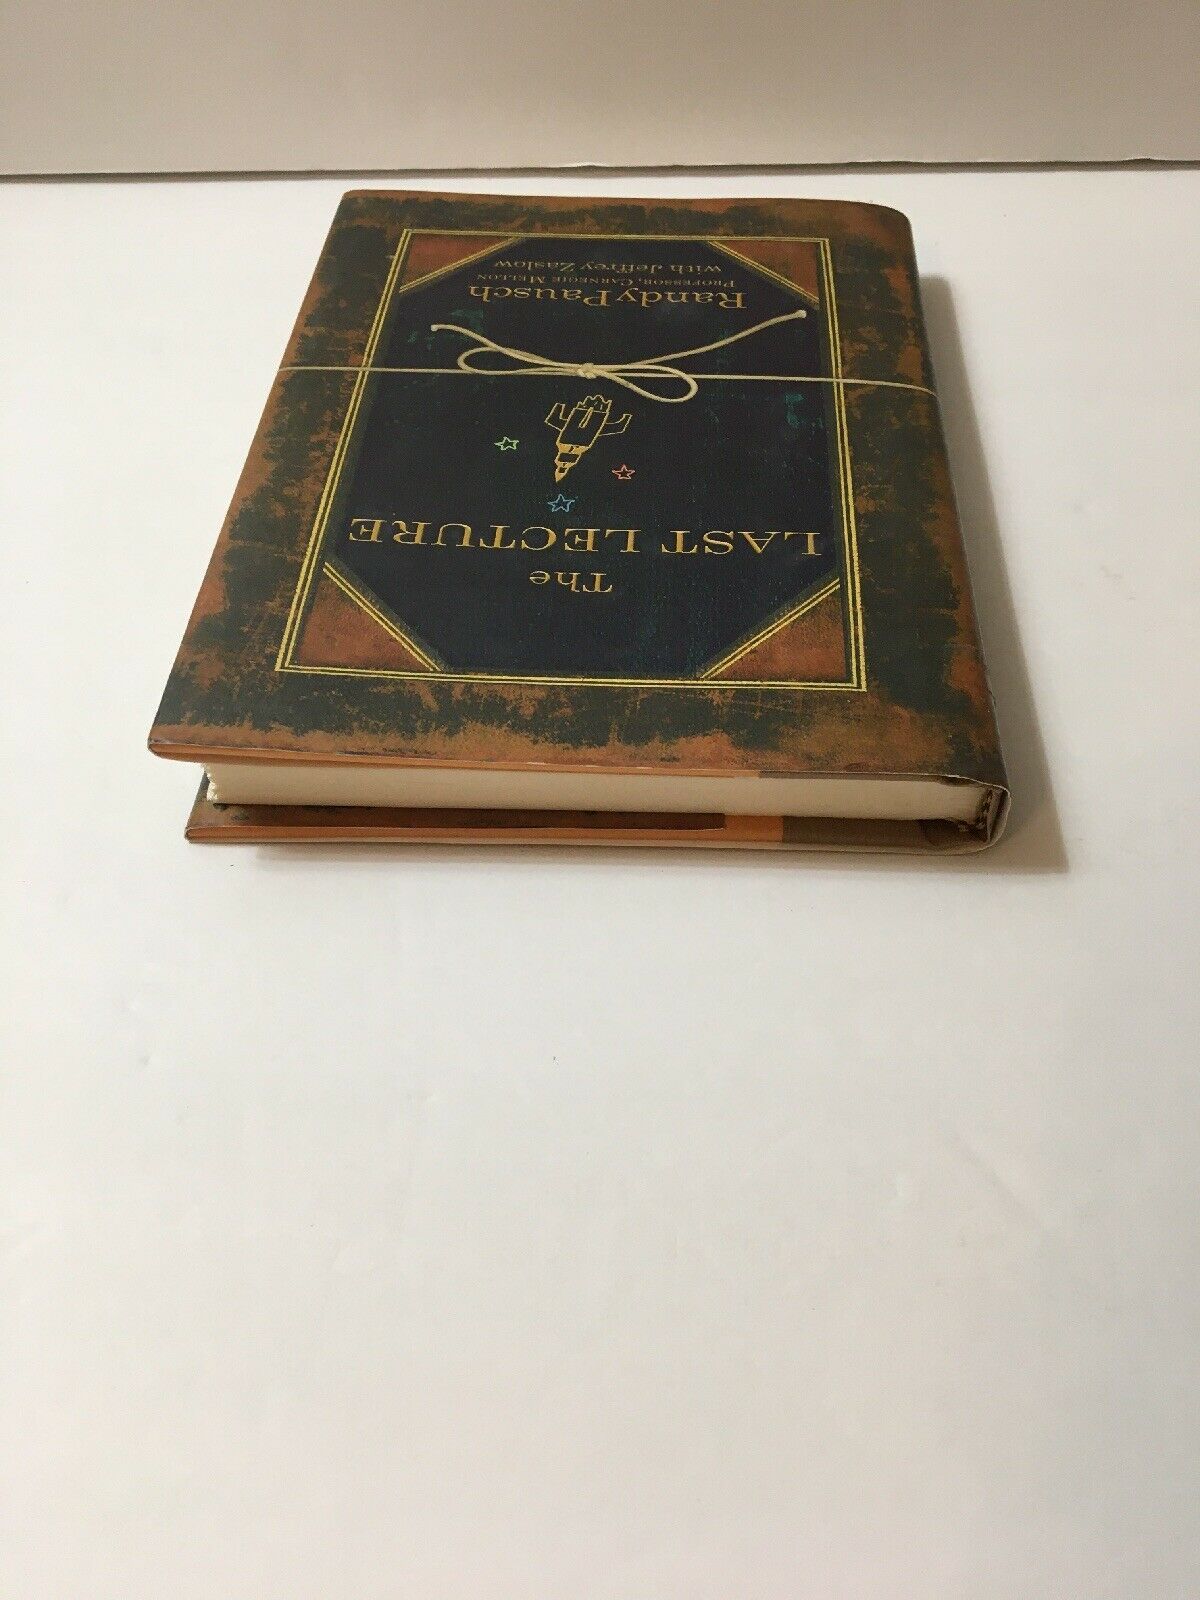 The
LAST LECTURE
Randy Pausch
PROFESSOR, CARNEGIE MELLON
with Jeffrey Zaslow